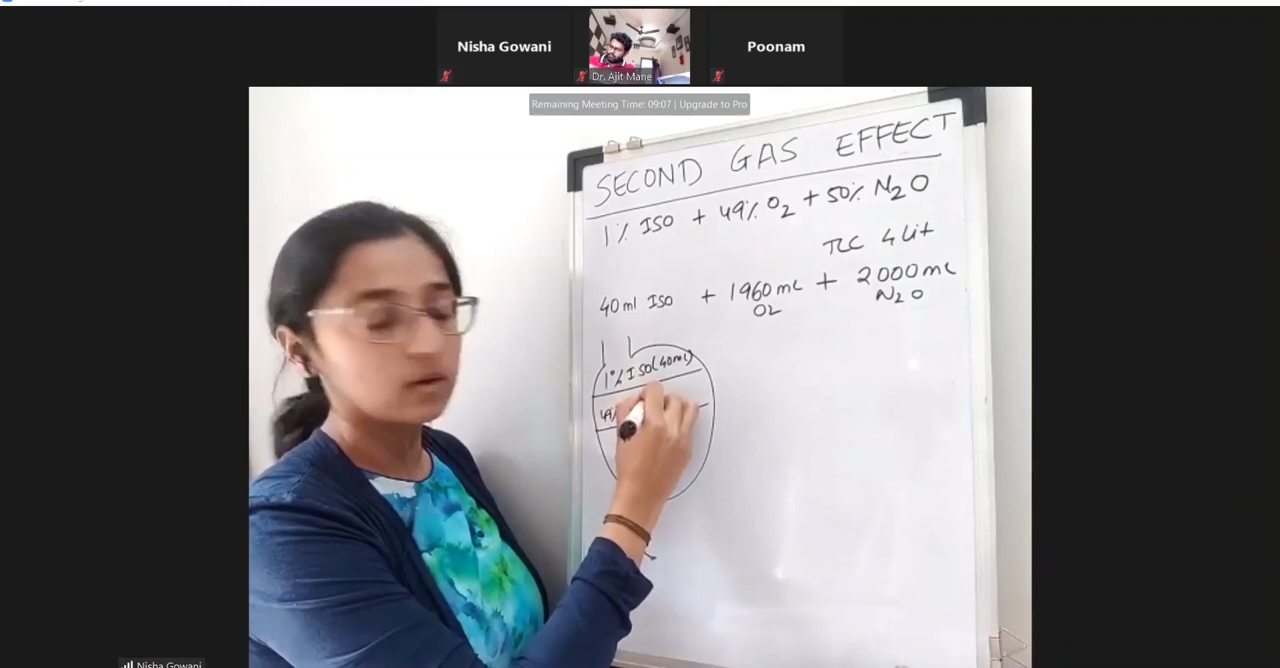 Nisha Gowani
Dr. Ajit Mane
Poonam
Remaining Meeting Time: 09:07 | Upgrade to Pro
SECOND GAS EFFECT
1% ISO + 49% O2 + 50% N2O
TLC 4 Lit
40 ml ISO + 1960 mL + 2000 mL
O2 N2O
1% ISO (40mL)
49%
Nisha Gowani